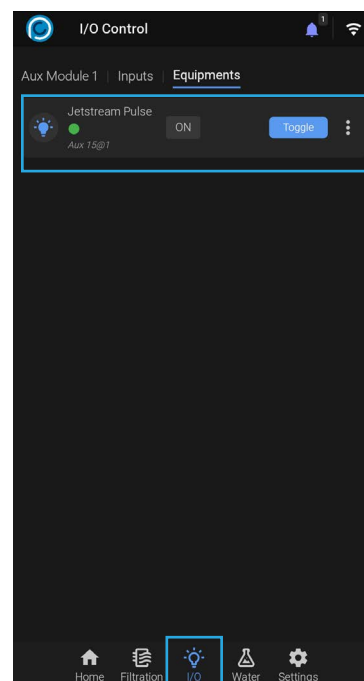 I/O Control
1
Aux Module 1 | Inputs | Equipments
Jetstream Pulse
ON
Toggle
Aux 15@1
Home Filtration I/O Water Settings